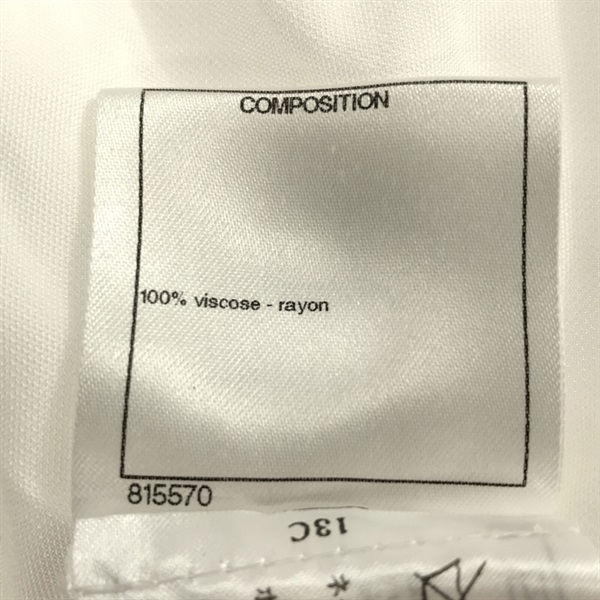 COMPOSITION
100% viscose - rayon
815570
13C